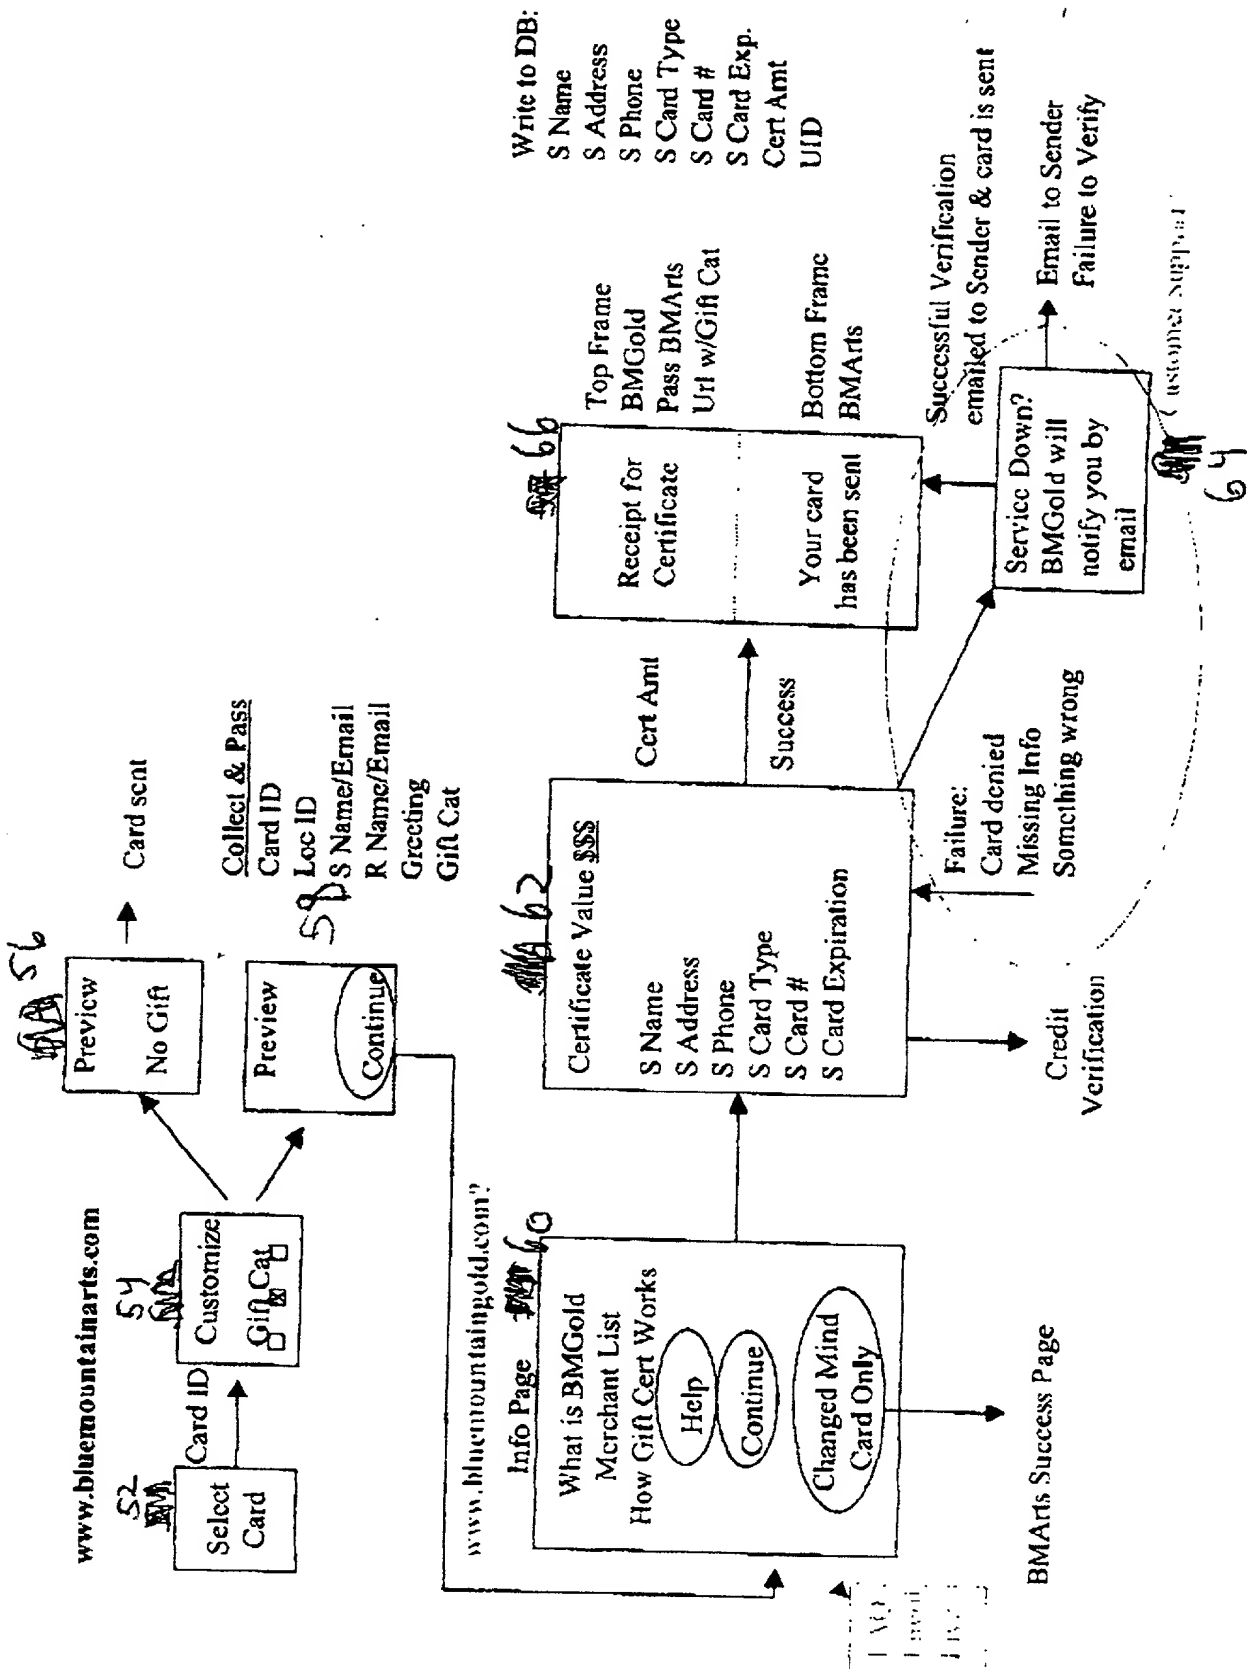 www.bluemountainarts.com
52
Select
Card
Card ID
54
Customize
Gift Cat
56
Preview
No Gift
Card sent
Preview
Continue
58
Collect & Pass
Card ID
Loc ID
S Name/Email
R Name/Email
Greeting
Gift Cat
www.bluemountaingold.com?
Info Page
60
What is BMGold
Merchant List
How Gift Cert Works
Help
Continue
Changed Mind
Card Only
BMArts Success Page
62
Certificate Value $$$
S Name
S Address
S Phone
S Card Type
S Card #
S Card Expiration
Credit
Verification
Failure:
Card denied
Missing Info
Something wrong
Cert Amt
Success
66
Receipt for
Certificate
Your card
has been sent
Top Frame
BMGold
Pass BMArts
Url w/Gift Cat
Bottom Frame
BMArts
Write to DB:
S Name
S Address
S Phone
S Card Type
S Card #
S Card Exp.
Cert Amt
UID
Successful Verification
emailed to Sender & card is sent
Service Down?
BMGold will
notify you by
email
Email to Sender
Failure to Verify
64
Customer Support